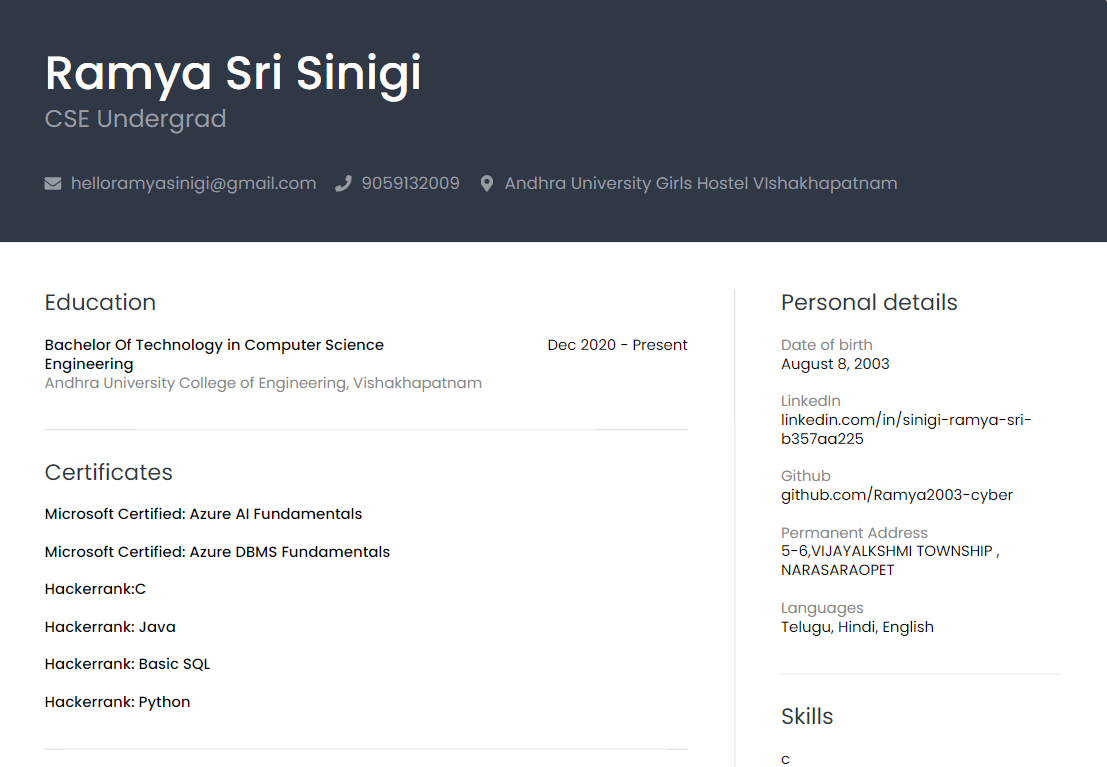 Ramya Sri Sinigi
CSE Undergrad
helloramyasinigi@gmail.com 9059132009 Andhra University Girls Hostel VIshakhapatnam
Education
Bachelor Of Technology in Computer Science Dec 2020 - Present
Engineering
Andhra University College of Engineering, Vishakhapatnam
Certificates
Microsoft Certified: Azure AI Fundamentals
Microsoft Certified: Azure DBMS Fundamentals
Hackerrank:C
Hackerrank: Java
Hackerrank: Basic SQL
Hackerrank: Python
Personal details
Date of birth
August 8, 2003
LinkedIn
linkedin.com/in/sinigi-ramya-sri-
b357aa225
Github
github.com/Ramya2003-cyber
Permanent Address
5-6,VIJAYALKSHMI TOWNSHIP ,
NARASARAOPET
Languages
Telugu, Hindi, English
Skills
C